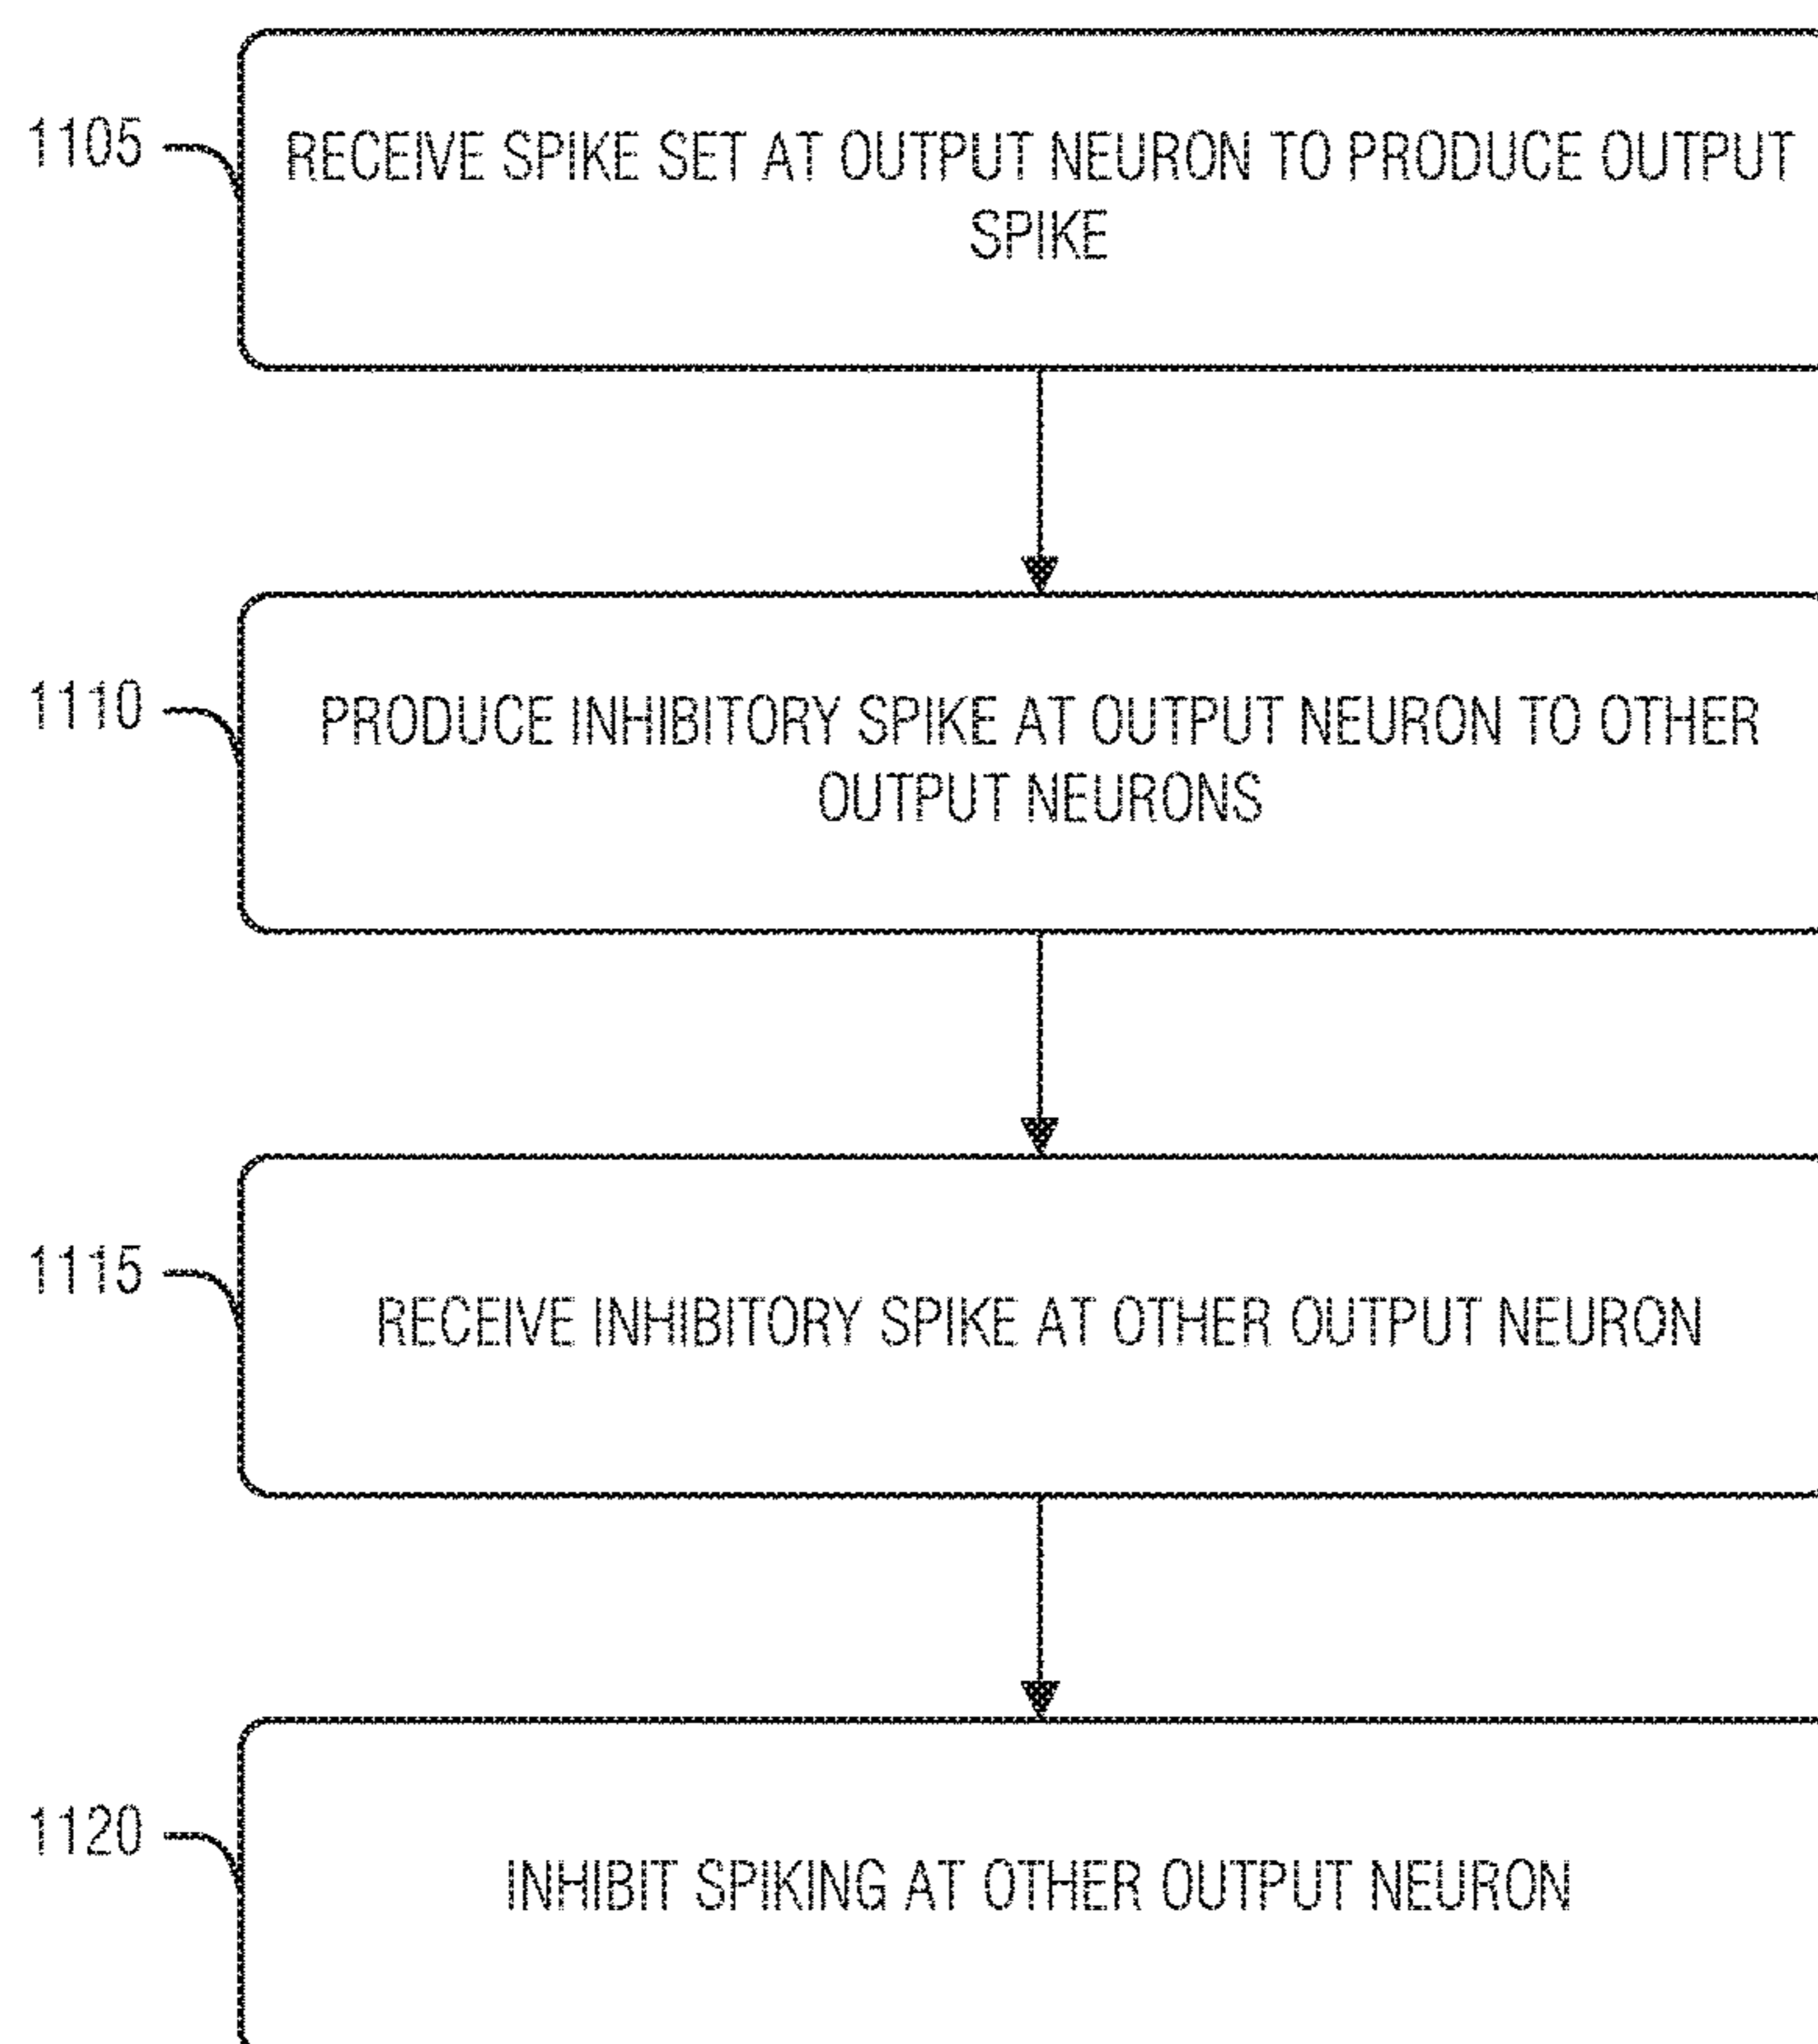 1105
RECEIVE SPIKE SET AT OUTPUT NEURON TO PRODUCE OUTPUT
SPIKE
1110
PRODUCE INHIBITORY SPIKE AT OUTPUT NEURON TO OTHER
OUTPUT NEURONS
1115
RECEIVE INHIBITORY SPIKE AT OTHER OUTPUT NEURON
1120
INHIBIT SPIKING AT OTHER OUTPUT NEURON